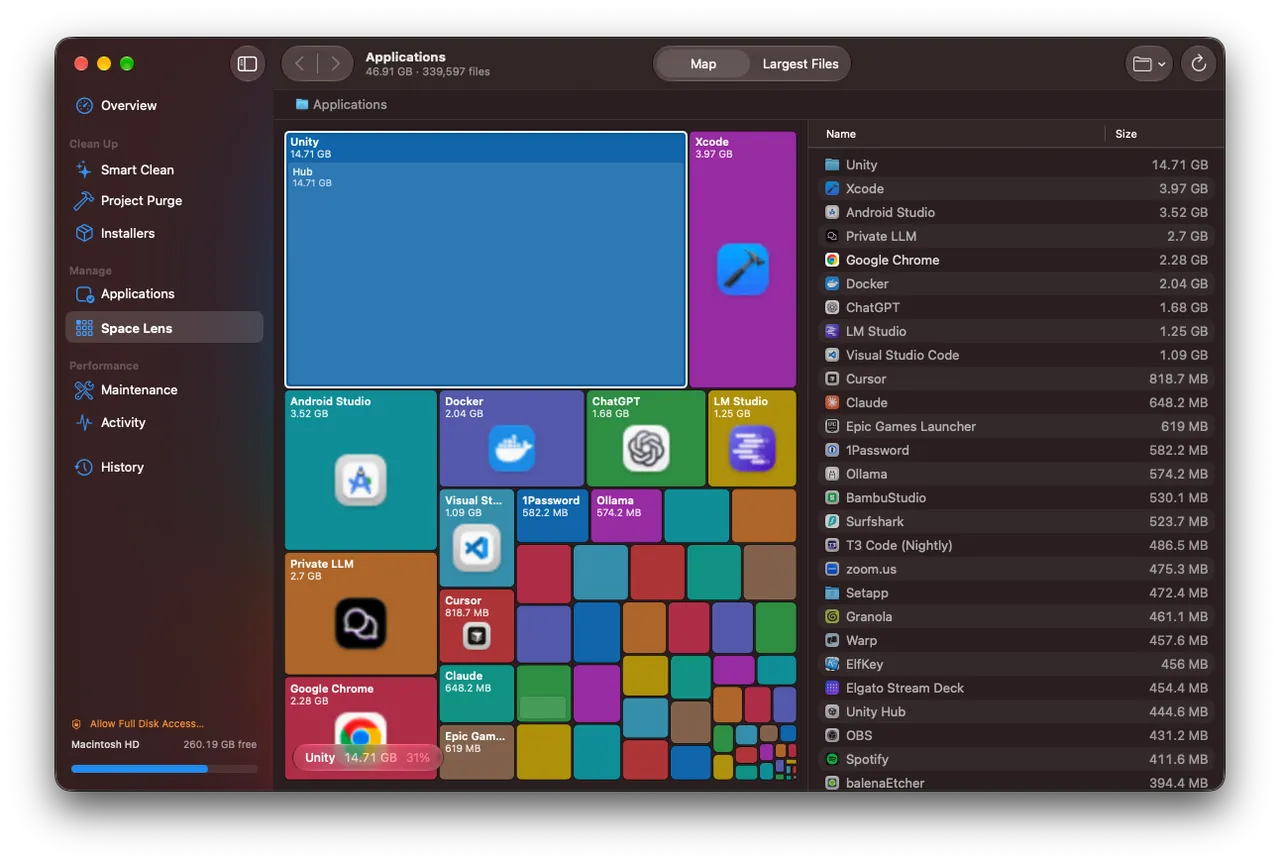 Applications
46.91 GB · 339,597 files
Map
Largest Files
Overview
Clean Up
Smart Clean
Project Purge
Installers
Manage
Applications
Space Lens
Performance
Maintenance
Activity
History
Allow Full Disk Access...
Macintosh HD 260.19 GB free
Applications
Unity
14.71 GB
Hub
14.71 GB
Xcode
3.97 GB
Android Studio
3.52 GB
Docker
2.04 GB
ChatGPT
1.68 GB
LM Studio
1.25 GB
Visual St...
1.09 GB
1Password
582.2 MB
Ollama
574.2 MB
Private LLM
2.7 GB
Cursor
818.7 MB
Claude
648.2 MB
Google Chrome
2.28 GB
Epic Gam...
619 MB
Unity 14.71 GB 31%
Name Size
Unity 14.71 GB
Xcode 3.97 GB
Android Studio 3.52 GB
Private LLM 2.7 GB
Google Chrome 2.28 GB
Docker 2.04 GB
ChatGPT 1.68 GB
LM Studio 1.25 GB
Visual Studio Code 1.09 GB
Cursor 818.7 MB
Claude 648.2 MB
Epic Games Launcher 619 MB
1Password 582.2 MB
Ollama 574.2 MB
BambuStudio 530.1 MB
Surfshark 523.7 MB
T3 Code (Nightly) 486.5 MB
zoom.us 475.3 MB
Setapp 472.4 MB
Granola 461.1 MB
Warp 457.6 MB
ElfKey 456 MB
Elgato Stream Deck 454.4 MB
Unity Hub 444.6 MB
OBS 431.2 MB
Spotify 411.6 MB
balenaEtcher 394.4 MB